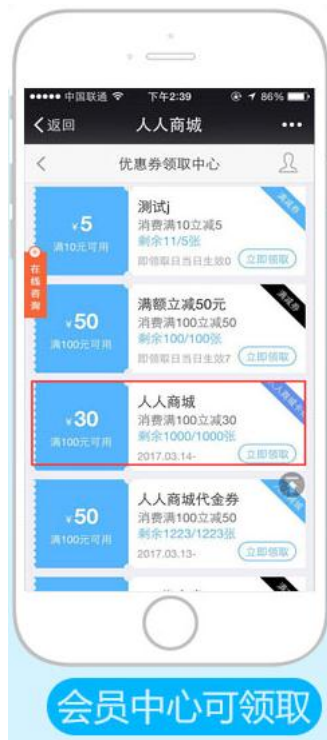 中国联通 下午2:39 86%
返回 人人商城
优惠券领取中心
¥5
满10元可用
测试j
消费满10立减5
剩余11/5张
即领取日当日生效0
立即领取
满减券
在线咨询
¥50
满100元可用
满额立减50元
消费满100立减50
剩余100/100张
即领取日当日生效7
立即领取
满减券
¥30
满100元可用
人人商城
消费满100立减30
剩余1000/1000张
2017.03.14-
立即领取
¥50
满100元可用
人人商城代金券
消费满100立减50
剩余1223/1223张
2017.03.13-
立即领取
会员中心可领取